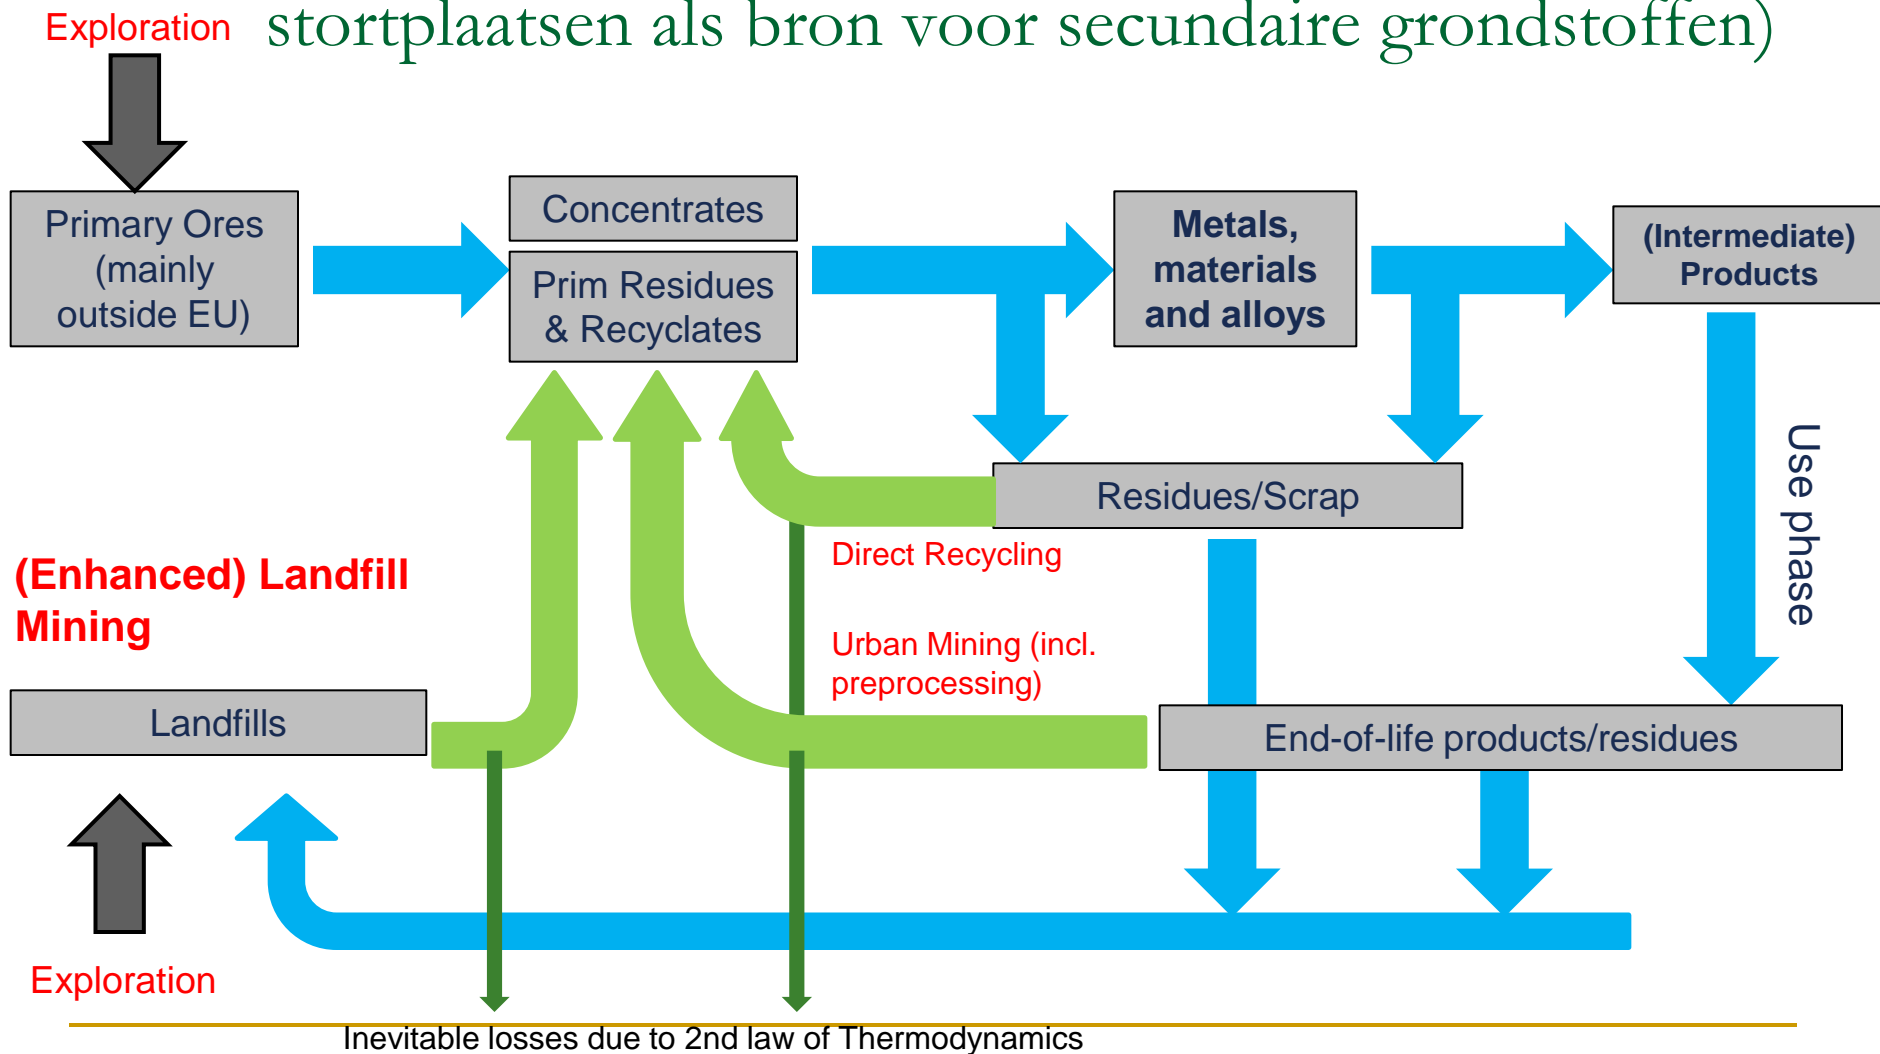 stortplaatsen als bron voor secundaire grondstoffen)
Exploration
Primary Ores
(mainly
outside EU)
Concentrates
Prim Residues
& Recyclates
Metals,
materials
and alloys
(Intermediate)
Products
Use phase
Residues/Scrap
Direct Recycling
(Enhanced) Landfill
Mining
Urban Mining (incl.
preprocessing)
Landfills
End-of-life products/residues
Exploration
Inevitable losses due to 2nd law of Thermodynamics